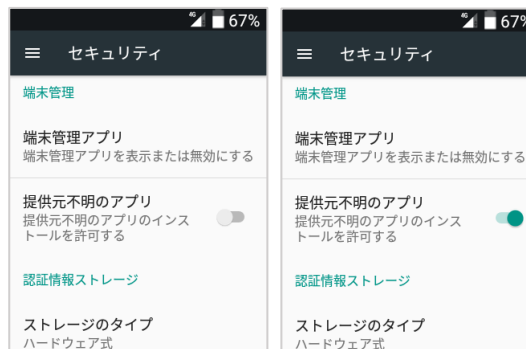 4G 67%
セキュリティ
端末管理
端末管理アプリ
端末管理アプリを表示または無効にする
提供元不明のアプリ
提供元不明のアプリのインス
トールを許可する
認証情報ストレージ
ストレージのタイプ
ハードウェア式
4G 67%
セキュリティ
端末管理
端末管理アプリ
端末管理アプリを表示または無効にする
提供元不明のアプリ
提供元不明のアプリのインス
トールを許可する
認証情報ストレージ
ストレージのタイプ
ハードウェア式